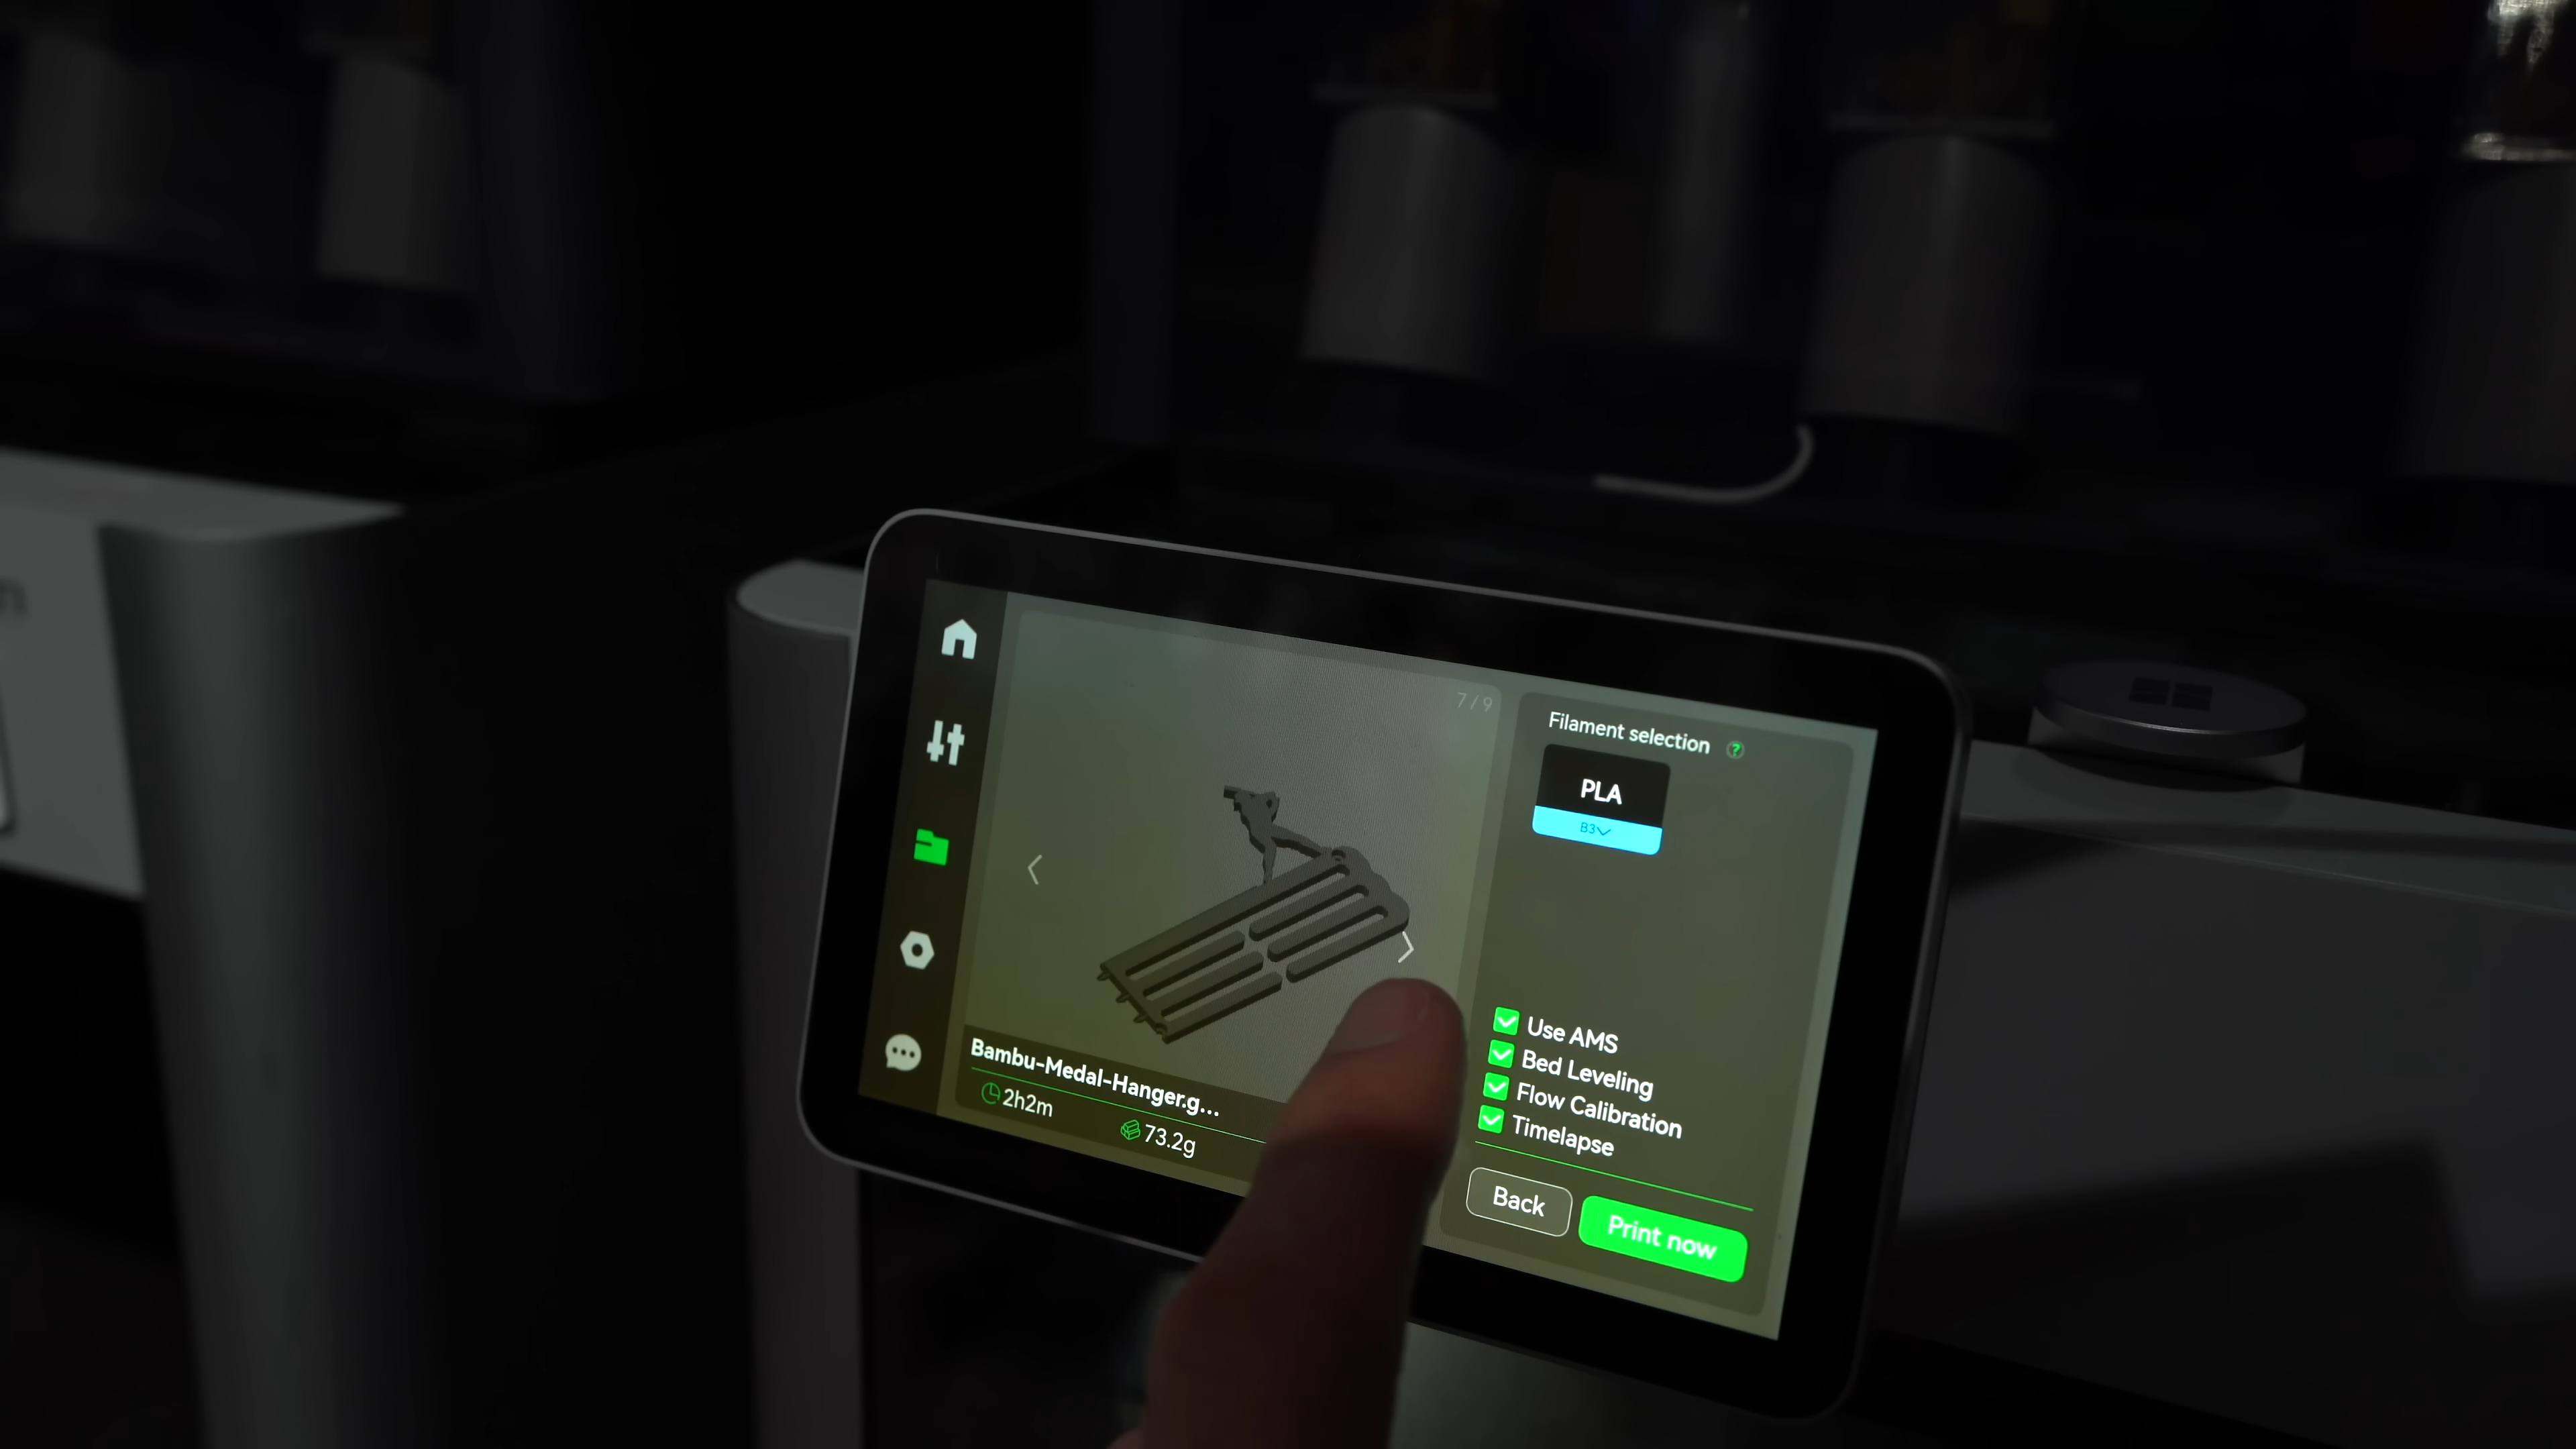 7/9
Filament selection ?
PLA
B3
Use AMS
Bed Leveling
Flow Calibration
Timelapse
Bambu-Medal-Hanger.g...
2h2m
73.2g
Back
Print now